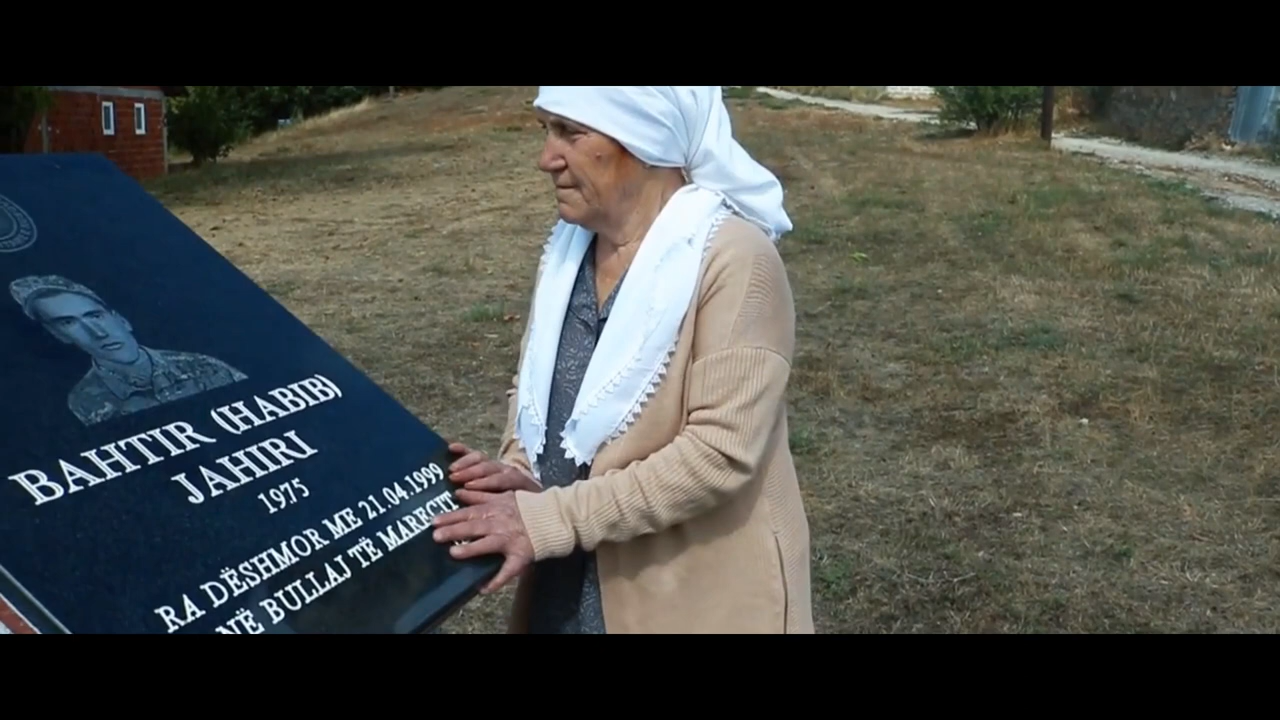 BAHTIR (HABIB)
JAHIRI
1975
RA DËSHMOR ME 21.04.1999
NË BULLAJ TË MARECIT